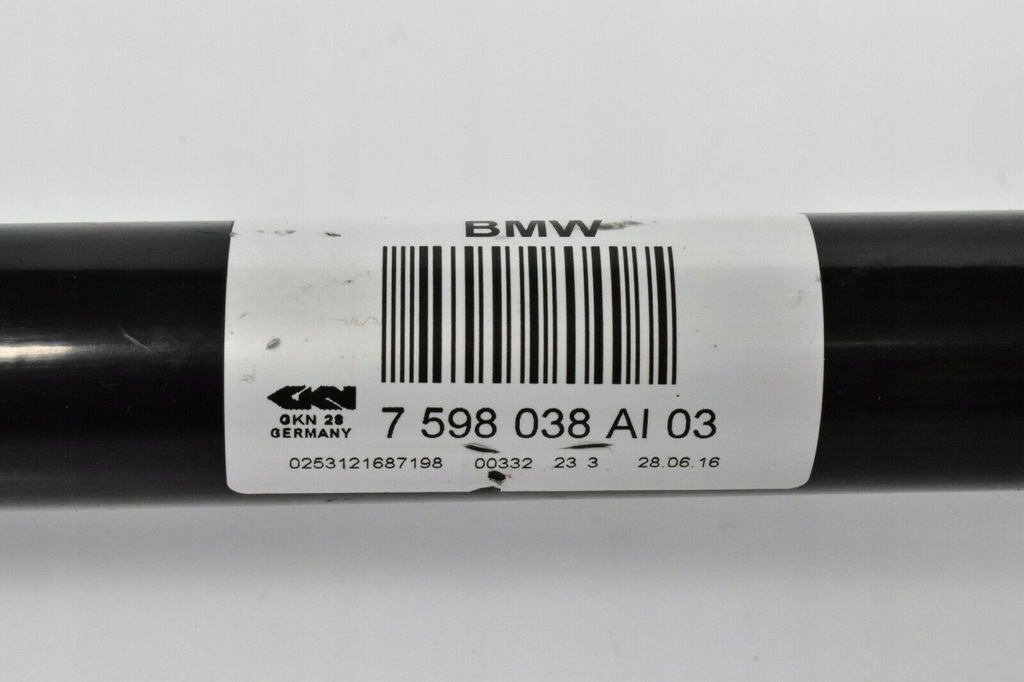 BMW
GKN
GKN 28
GERMANY
7 598 038 AI 03
0253121687198 00332 23 3 28.06.16